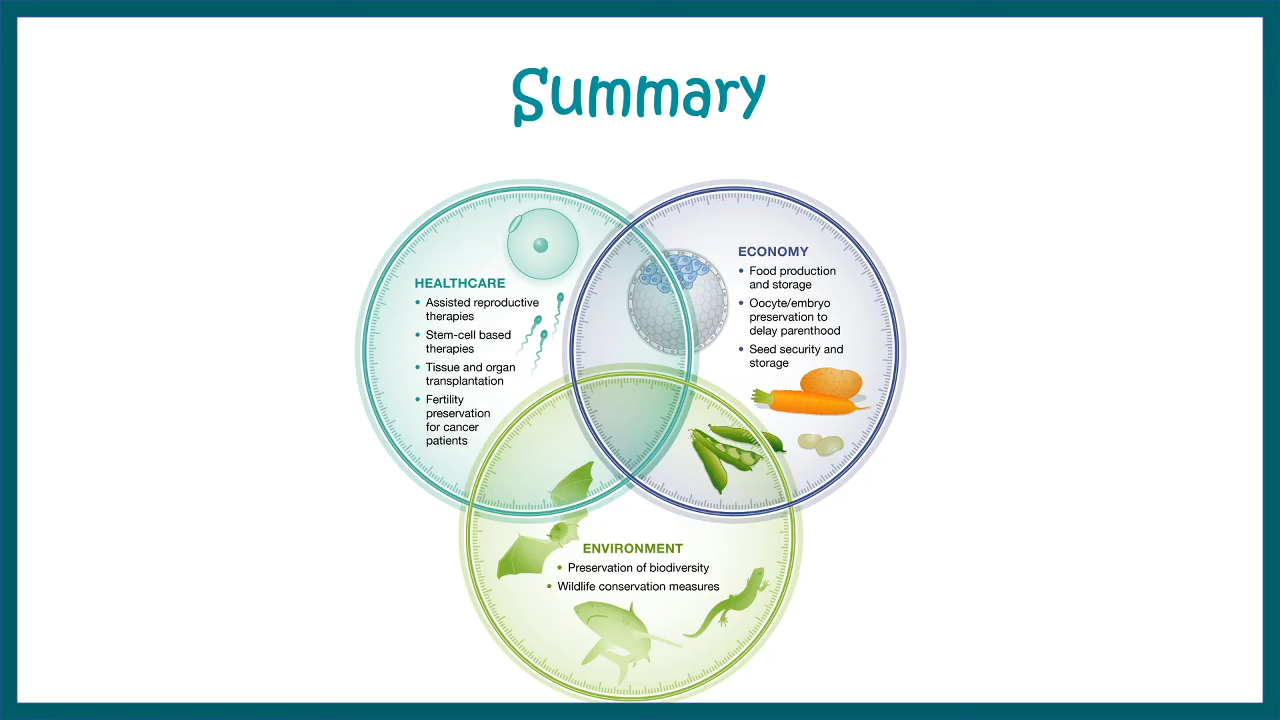 Summary
HEALTHCARE
• Assisted reproductive
therapies
• Stem-cell based
therapies
• Tissue and organ
transplantation
• Fertility
preservation
for cancer
patients
ECONOMY
• Food production
and storage
• Oocyte/embryo
preservation to
delay parenthood
• Seed security and
storage
ENVIRONMENT
• Preservation of biodiversity
• Wildlife conservation measures